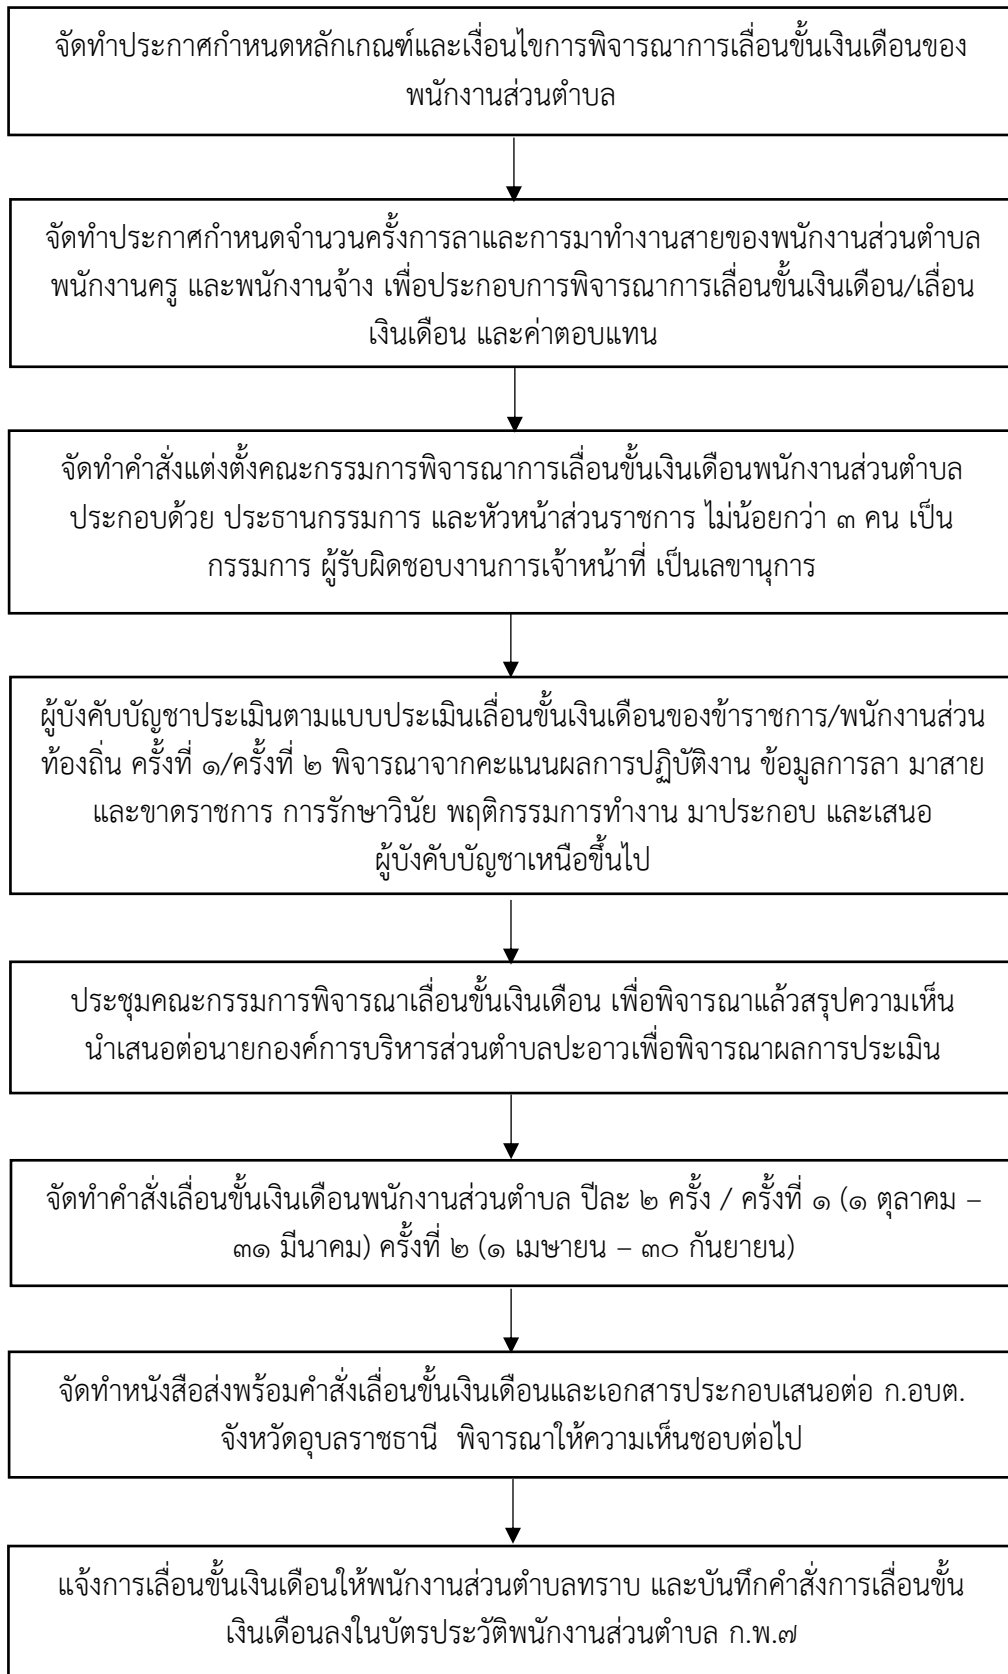 จัดทำประกาศกำหนดหลักเกณฑ์และเงื่อนไขการพิจารณาการเลื่อนขั้นเงินเดือนของ
พนักงานส่วนตำบล
จัดทำประกาศกำหนดจำนวนครั้งการลาและการมาทำงานสายของพนักงานส่วนตำบล
พนักงานครู และพนักงานจ้าง เพื่อประกอบการพิจารณาการเลื่อนขั้นเงินเดือน/เลื่อน
เงินเดือน และค่าตอบแทน
จัดทำคำสั่งแต่งตั้งคณะกรรมการพิจารณาการเลื่อนขั้นเงินเดือนพนักงานส่วนตำบล
ประกอบด้วย ประธานกรรมการ และหัวหน้าส่วนราชการ ไม่น้อยกว่า ๓ คน เป็น
กรรมการ ผู้รับผิดชอบงานการเจ้าหน้าที่ เป็นเลขานุการ
ผู้บังคับบัญชาประเมินตามแบบประเมินเลื่อนขั้นเงินเดือนของข้าราชการ/พนักงานส่วน
ท้องถิ่น ครั้งที่ ๑/ครั้งที่ ๒ พิจารณาจากคะแนนผลการปฏิบัติงาน ข้อมูลการลา มาสาย
และขาดราชการ การรักษาวินัย พฤติกรรมการทำงาน มาประกอบ และเสนอ
ผู้บังคับบัญชาเหนือขึ้นไป
ประชุมคณะกรรมการพิจารณาเลื่อนขั้นเงินเดือน เพื่อพิจารณาแล้วสรุปความเห็น
นำเสนอต่อนายกองค์การบริหารส่วนตำบลปะอาวเพื่อพิจารณาผลการประเมิน
จัดทำคำสั่งเลื่อนขั้นเงินเดือนพนักงานส่วนตำบล ปีละ ๒ ครั้ง / ครั้งที่ ๑ (๑ ตุลาคม –
๓๑ มีนาคม) ครั้งที่ ๒ (๑ เมษายน – ๓๐ กันยายน)
จัดทำหนังสือส่งพร้อมคำสั่งเลื่อนขั้นเงินเดือนและเอกสารประกอบเสนอต่อ ก.อบต.
จังหวัดอุบลราชธานี พิจารณาให้ความเห็นชอบต่อไป
แจ้งการเลื่อนขั้นเงินเดือนให้พนักงานส่วนตำบลทราบ และบันทึกคำสั่งการเลื่อนขั้น
เงินเดือนลงในบัตรประวัติพนักงานส่วนตำบล ก.พ.๗